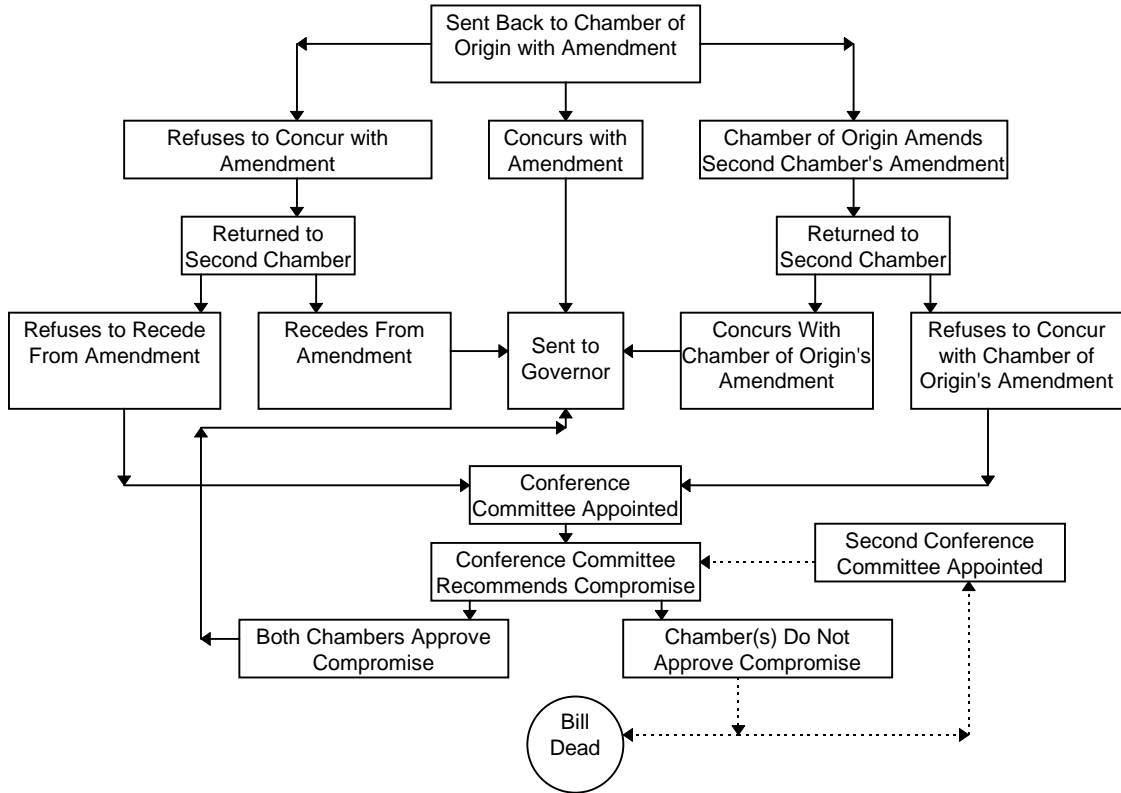 Sent Back to Chamber of
Origin with Amendment
Refuses to Concur with
Amendment
Concurs with
Amendment
Chamber of Origin Amends
Second Chamber's Amendment
Returned to
Second Chamber
Returned to
Second Chamber
Refuses to Recede
From Amendment
Recedes From
Amendment
Sent to
Governor
Concurs With
Chamber of Origin's
Amendment
Refuses to Concur
with Chamber of
Origin's Amendment
Conference
Committee Appointed
Conference Committee
Recommends Compromise
Second Conference
Committee Appointed
Both Chambers Approve
Compromise
Chamber(s) Do Not
Approve Compromise
Bill
Dead